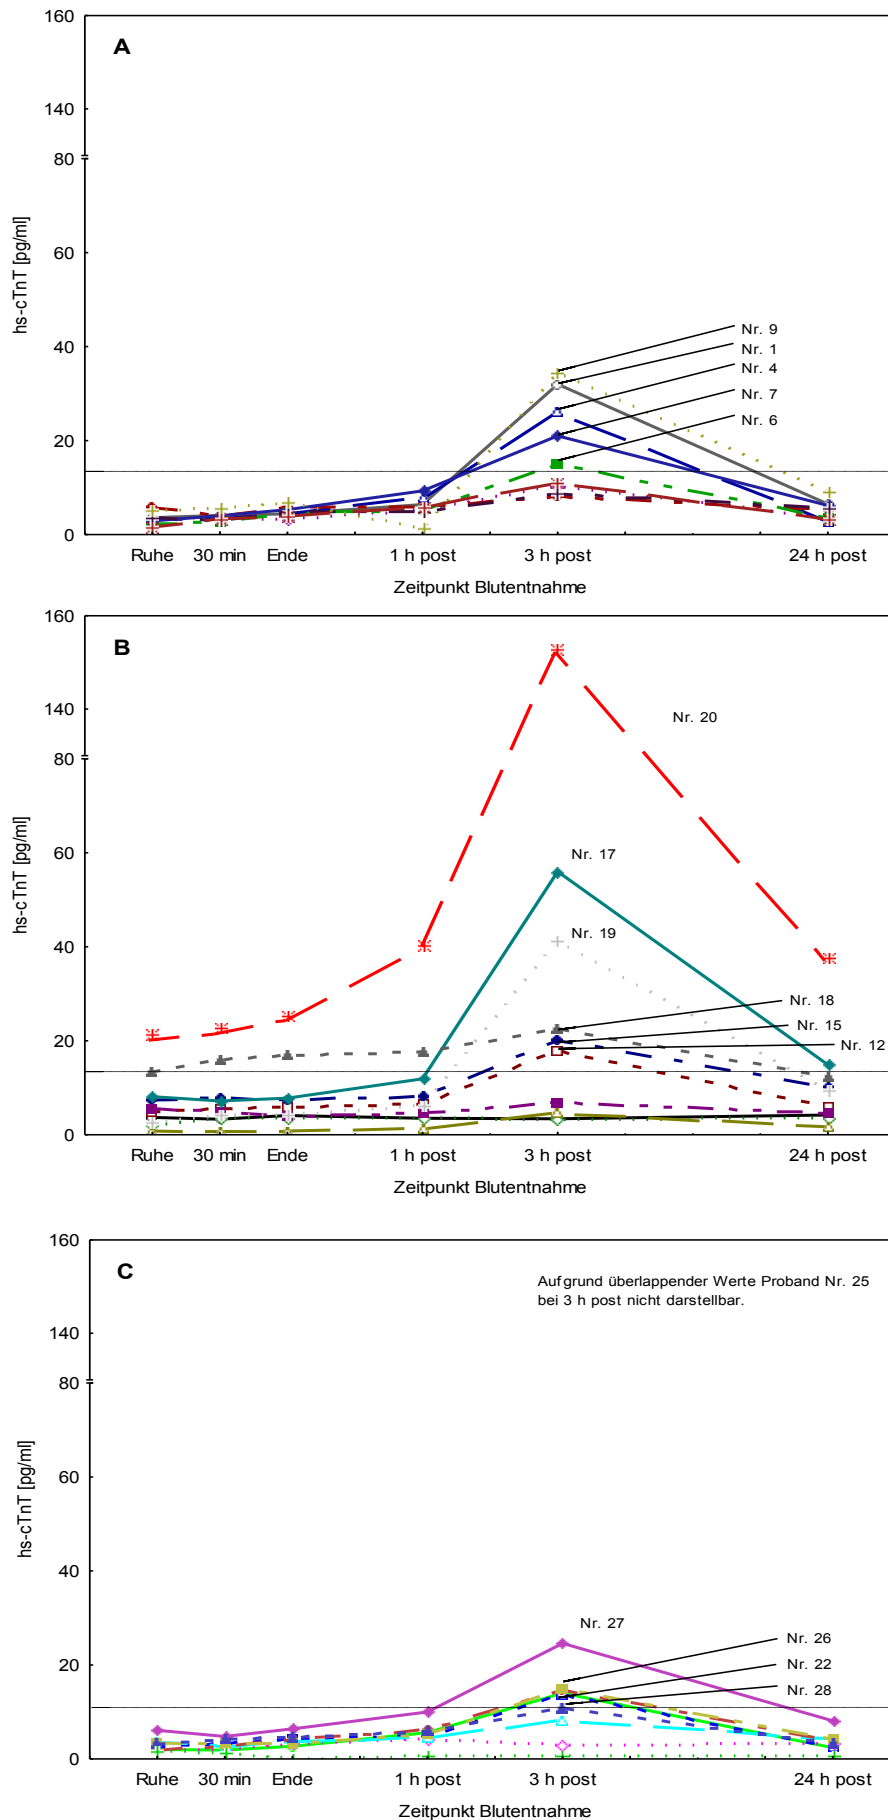 160
A
140
80
60
hs-cTnT [pg/ml]
40
Nr. 9
Nr. 1
Nr. 4
Nr. 7
Nr. 6
20
0
Ruhe 30 min Ende 1 h post 3 h post 24 h post
Zeitpunkt Blutentnahme
160
B
140
Nr. 20
80
60
Nr. 17
hs-cTnT [pg/ml]
40
Nr. 19
Nr. 18
Nr. 15
Nr. 12
20
0
Ruhe 30 min Ende 1 h post 3 h post 24 h post
Zeitpunkt Blutentnahme
160
C
Aufgrund überlappender Werte Proband Nr. 25
bei 3 h post nicht darstellbar.
140
80
60
hs-cTnT [pg/ml]
40
Nr. 27
Nr. 26
Nr. 22
Nr. 28
20
0
Ruhe 30 min Ende 1 h post 3 h post 24 h post
Zeitpunkt Blutentnahme